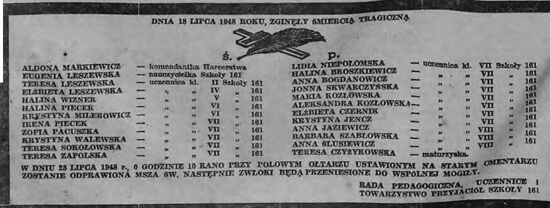 DNIA 18 LIPCA 1948 ROKU, ZGINĘŁY ŚMIERCIĄ TRAGICZNĄ
Ś. P.
ALDONA MARKIEWICZ — komendantka Harcerstwa
EUGENIA LESZEWSKA — nauczycielka Szkoły 161
TERESA LESZEWSKA — uczennica kl. II Szkoły 161
ELŻBIETA LESZEWSKA — „ „ IV „ 161
HALINA WIZNER — „ „ V „ 161
HALINA PIECEK — „ „ VI „ 161
KRYSTYNA MILEROWICZ — „ „ VI „ 161
IRENA PIECEK — „ „ VII „ 161
ZOFIA PACUSZKA — „ „ VII „ 161
KRYSTYNA WALEWSKA — „ „ VII „ 161
TERESA SOBOLOWSKA — „ „ VII „ 161
TERESA ZAPOLSKA — „ „ VII „ 161
LIDIA NIEPOŁOMSKA — uczennica kl. VII Szkoły 161
HALINA BROSZKIEWICZ — „ „ VII „ 161
ANNA BOGDANOWICZ — „ „ VII „ 161
JONNA SKWARCZYŃSKA — „ „ VII „ 161
MARIA KOZŁOWSKA — „ „ VII „ 161
ALEKSANDRA KOZŁOWSKA — „ „ VII „ 161
ELŻBIETA CZERNIK — „ „ VII „ 161
KRYSTYNA JENCZ — „ „ VII „ 161
ANNA JAZIEWICZ — „ „ VII „ 161
BARBARA SZABŁOWSKA — „ „ VIII „ 161
ANNA ŚLUSIEWICZ — „ „ VIII „ 161
TERESA CZYŻYKOWSKA — maturzyska.
W DNIU 28 LIPCA 1948 r. O GODZINIE 10 RANO PRZY POLOWYM OŁTARZU USTAWIONYM NA STARYM CMENTARZU
ZOSTANIE ODPRAWIONA MSZA ŚW. NASTĘPNIE ZWŁOKI BĘDĄ PRZENIESIONE DO WSPÓLNEJ MOGIŁY.
RADA PEDAGOGICZNA, UCZENNICE I
TOWARZYSTWO PRZYJACIÓŁ SZKOŁY 161